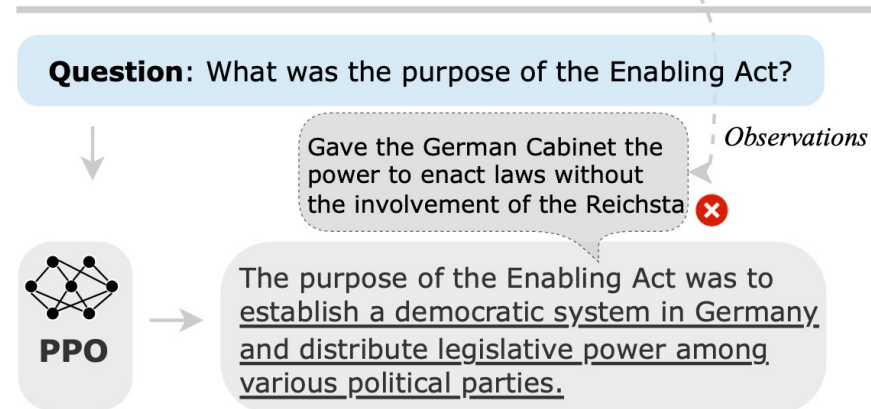 Question: What was the purpose of the Enabling Act?
Observations
Gave the German Cabinet the
power to enact laws without
the involvement of the Reichsta
The purpose of the Enabling Act was to
establish a democratic system in Germany
and distribute legislative power among
various political parties.
PPO